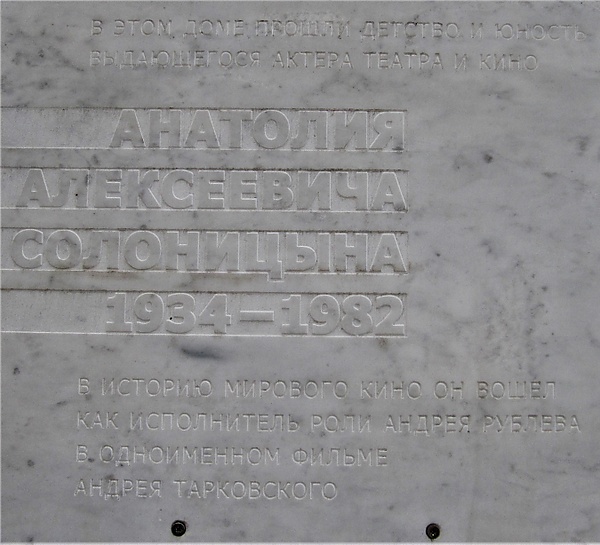 В ЭТОМ ДОМЕ ПРОШЛИ ДЕТСТВО И ЮНОСТЬ
ВЫДАЮЩЕГОСЯ АКТЕРА ТЕАТРА И КИНО
АНАТОЛИЯ
АЛЕКСЕЕВИЧА
СОЛОНИЦЫНА
1934—1982
В ИСТОРИЮ МИРОВОГО КИНО ОН ВОШЕЛ
КАК ИСПОЛНИТЕЛЬ РОЛИ АНДРЕЯ РУБЛЕВА
В ОДНОИМЕННОМ ФИЛЬМЕ
АНДРЕЯ ТАРКОВСКОГО